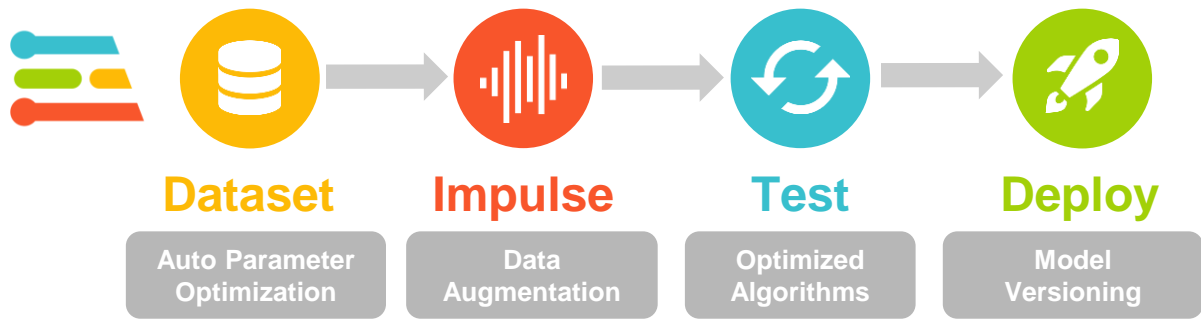 Dataset
Impulse
Test
Deploy
Auto Parameter
Optimization
Data
Augmentation
Optimized
Algorithms
Model
Versioning